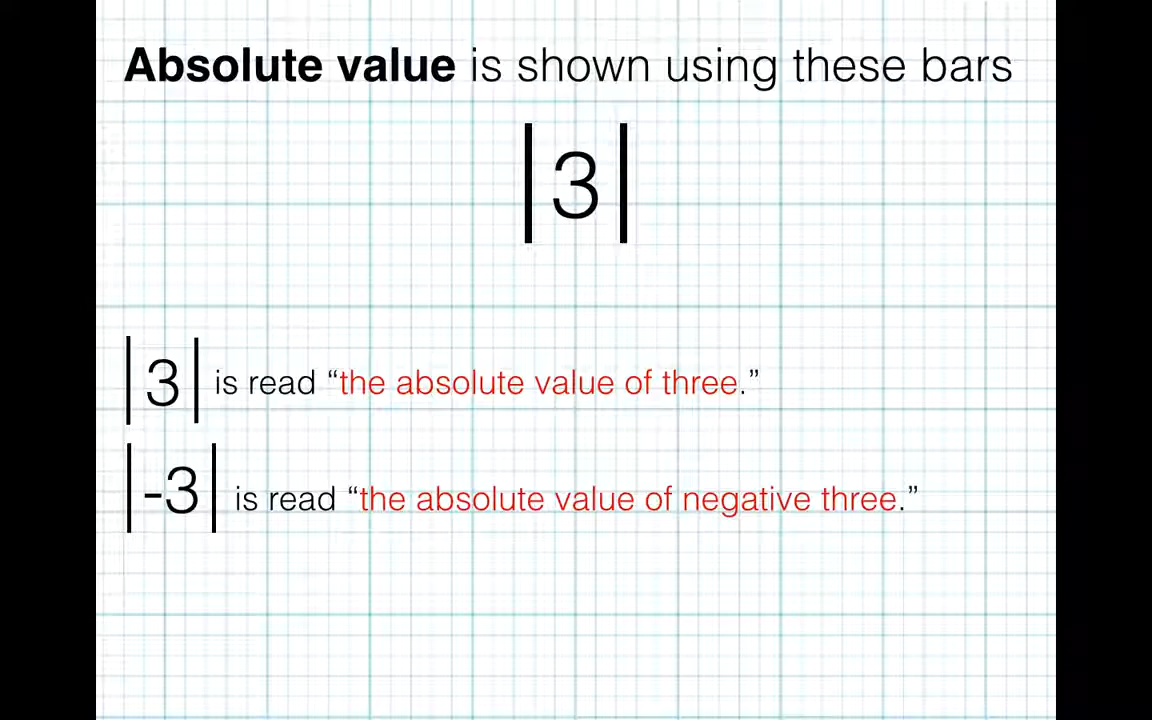 Absolute value is shown using these bars
|3|
|3| is read “the absolute value of three.”
|-3| is read “the absolute value of negative three.”